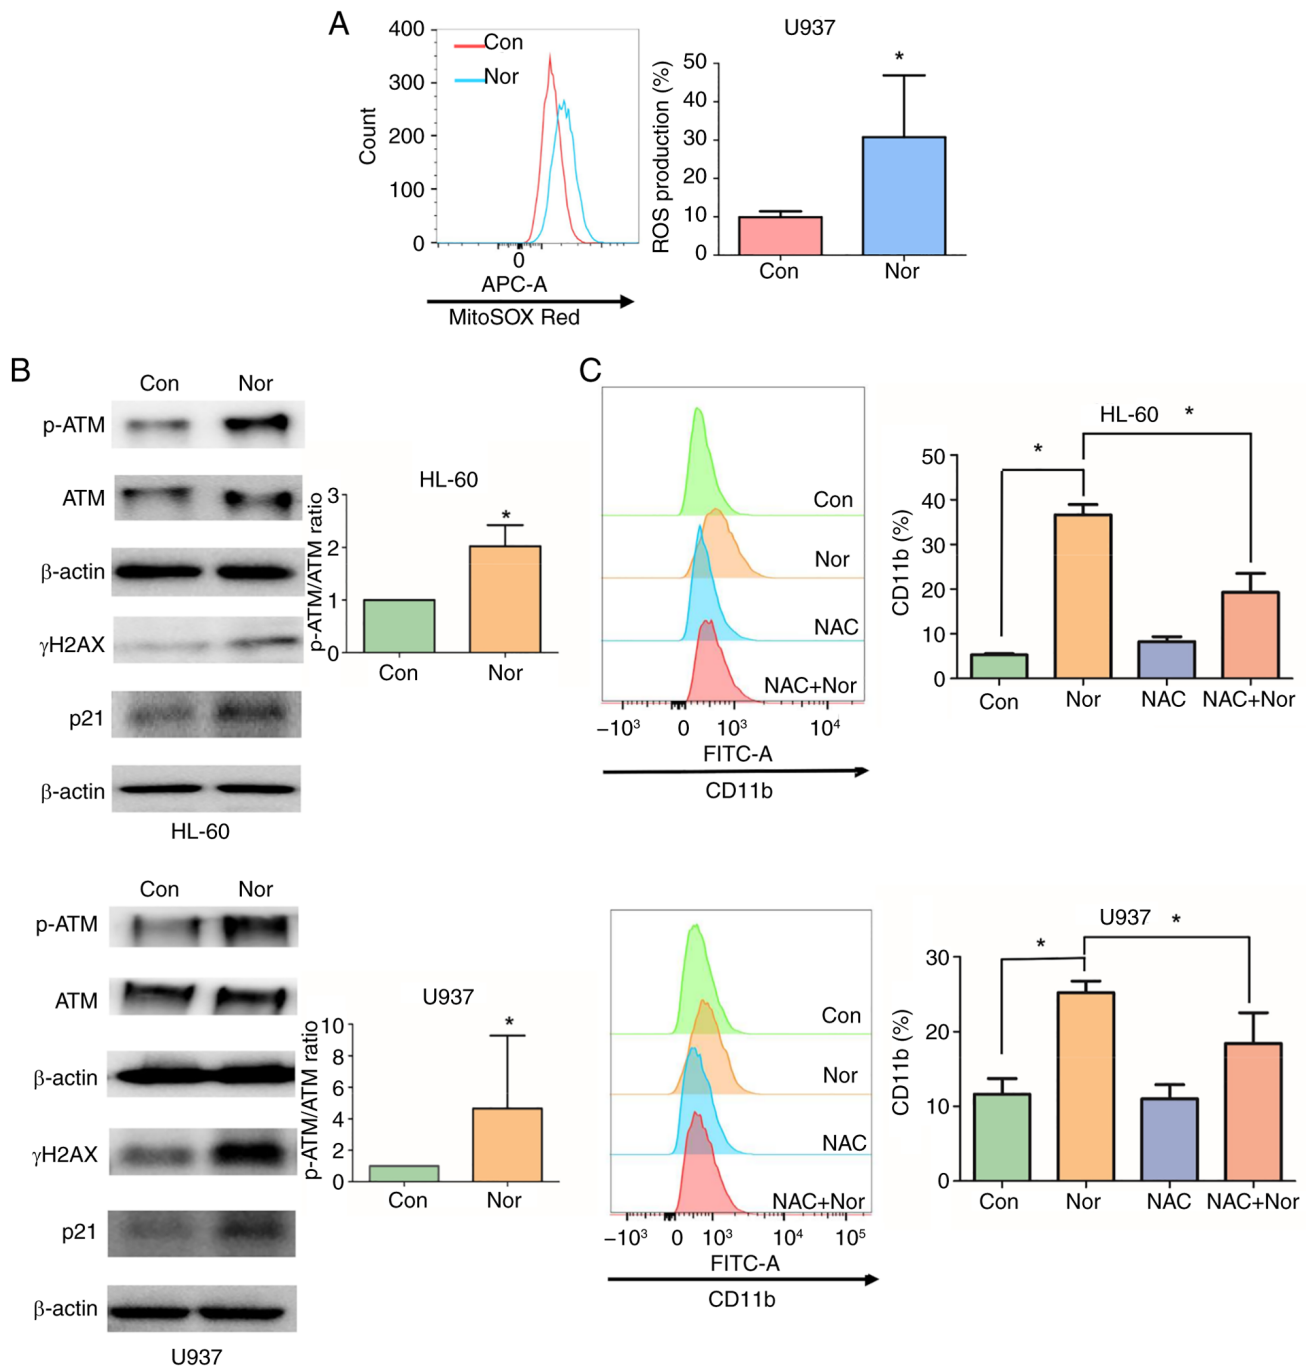 A
U937
400
300
200
100
0
Count
Con
Nor
0
APC-A
MitoSOX Red
ROS production (%)
50
40
30
20
10
0
*
Con Nor
B
Con Nor
p-ATM
ATM
β-actin
γH2AX
p21
β-actin
HL-60
HL-60
p-ATM/ATM ratio
3
2
1
0
*
Con Nor
Con Nor
p-ATM
ATM
β-actin
γH2AX
p21
β-actin
U937
U937
p-ATM/ATM ratio
10
8
6
4
2
0
*
Con Nor
C
Con
Nor
NAC
NAC+Nor
−10³ 0 10³ 10⁴
FITC-A
CD11b
HL-60 *
*
CD11b (%)
50
40
30
20
10
0
Con Nor NAC NAC+Nor
Con
Nor
NAC
NAC+Nor
−10³ 0 10³ 10⁴ 10⁵
FITC-A
CD11b
U937 *
*
CD11b (%)
30
20
10
0
Con Nor NAC NAC+Nor